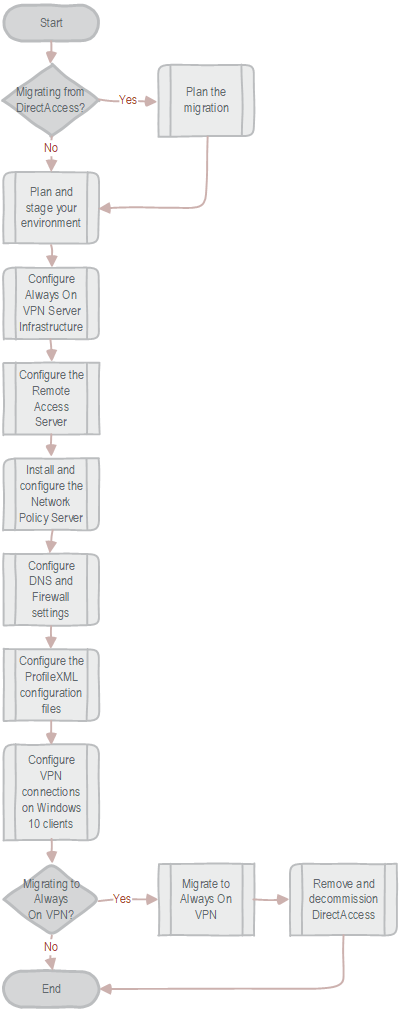 Start
Migrating from
DirectAccess?
Yes
Plan the
migration
No
Plan and
stage your
environment
Configure
Always On
VPN Server
Infrastructure
Configure the
Remote
Access
Server
Install and
configure the
Network
Policy Server
Configure
DNS and
Firewall
settings
Configure the
ProfileXML
configuration
files
Configure
VPN
connections
on Windows
10 clients
Migrating to
Always
On VPN?
Yes
Migrate to
Always On
VPN
Remove and
decommission
DirectAccess
No
End